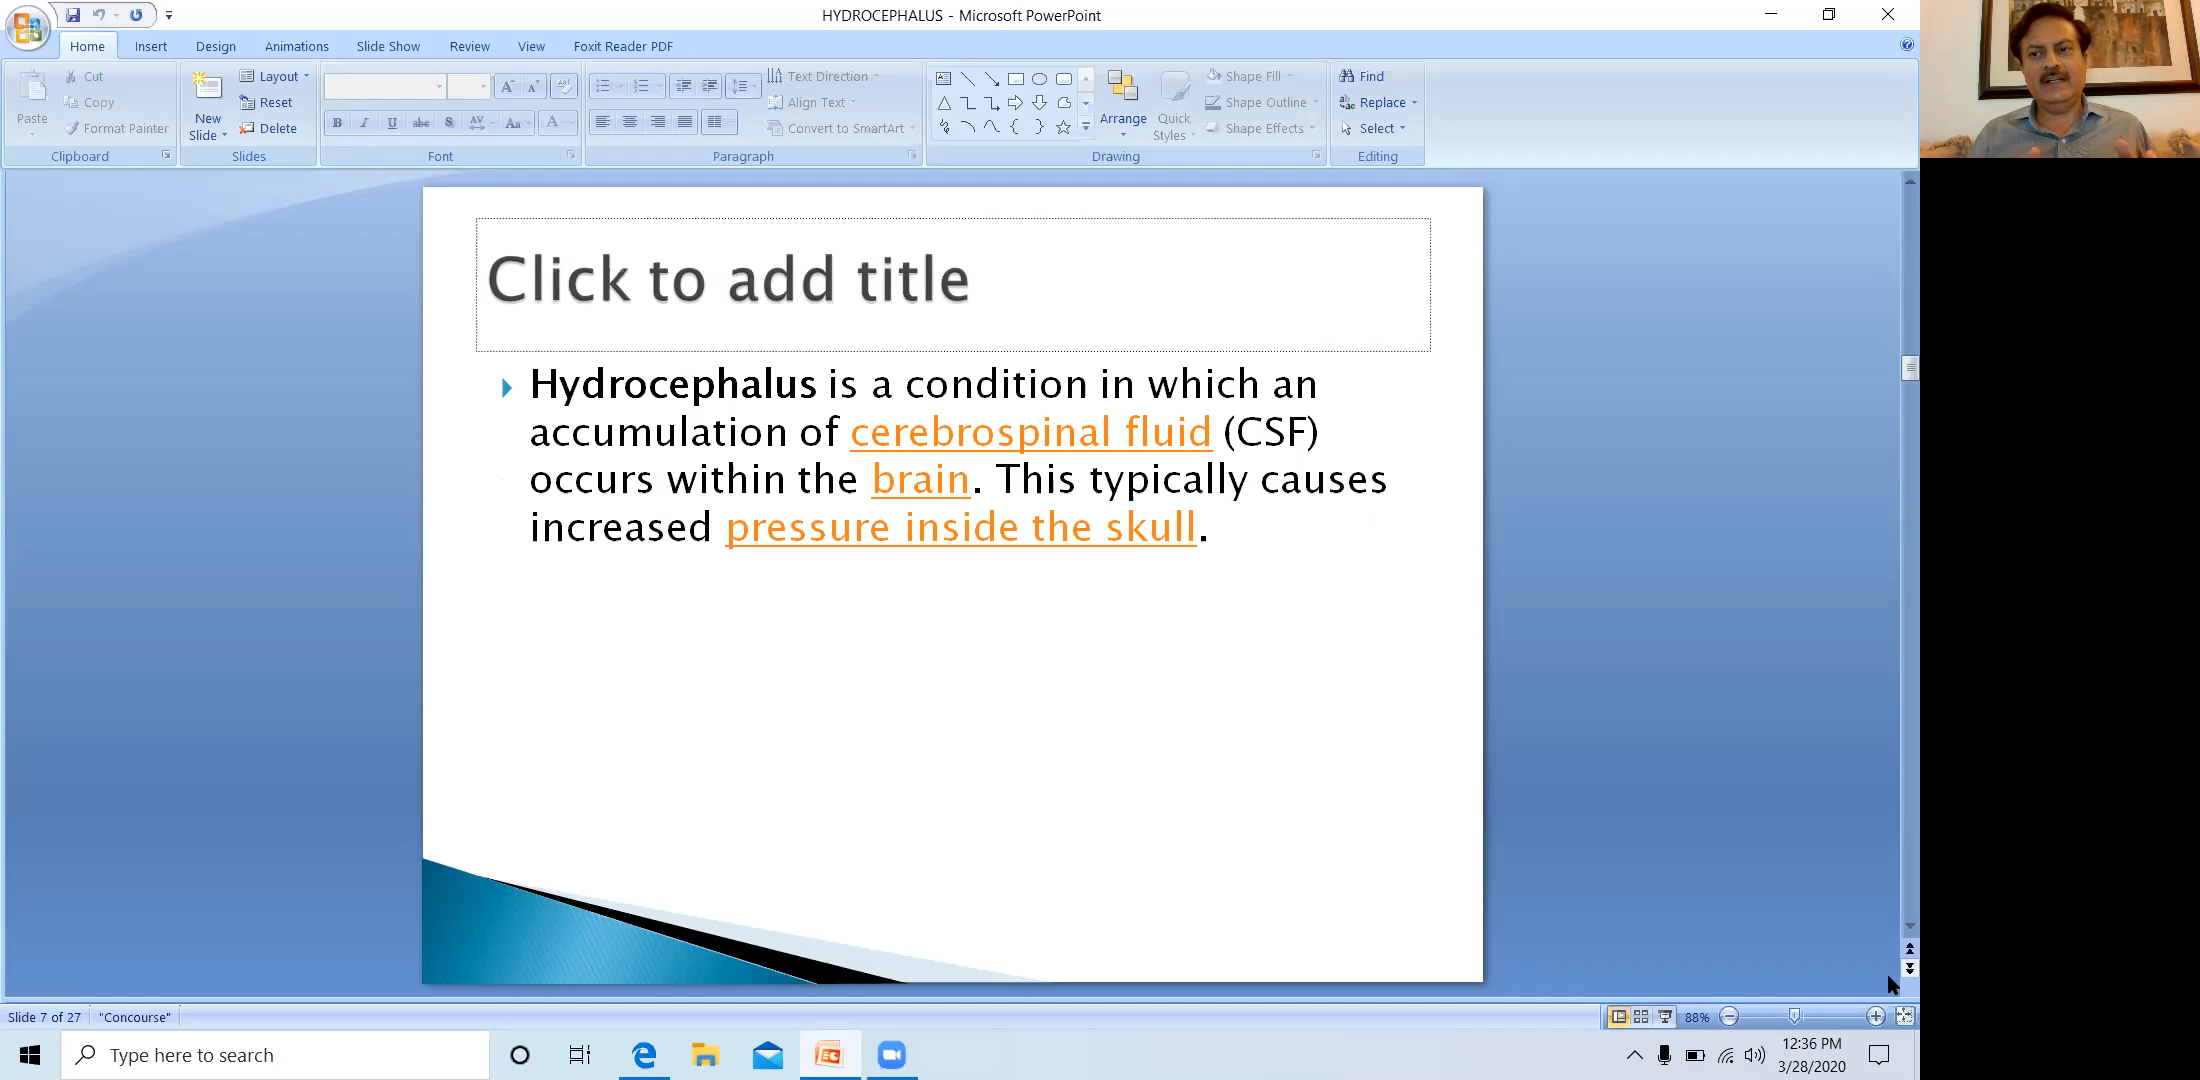 HYDROCEPHALUS - Microsoft PowerPoint
Home Insert Design Animations Slide Show Review View Foxit Reader PDF
Paste
Cut
Copy
Format Painter
Clipboard
New
Slide
Layout
Reset
Delete
Slides
B I U abc S AV Aa A
Font
Text Direction
Align Text
Convert to SmartArt
Paragraph
Arrange
Quick
Styles
Shape Fill
Shape Outline
Shape Effects
Drawing
Find
Replace
Select
Editing
Click to add title
Hydrocephalus is a condition in which an
accumulation of cerebrospinal fluid (CSF)
occurs within the brain. This typically causes
increased pressure inside the skull.
Slide 7 of 27 "Concourse" 88%
Type here to search
12:36 PM
3/28/2020